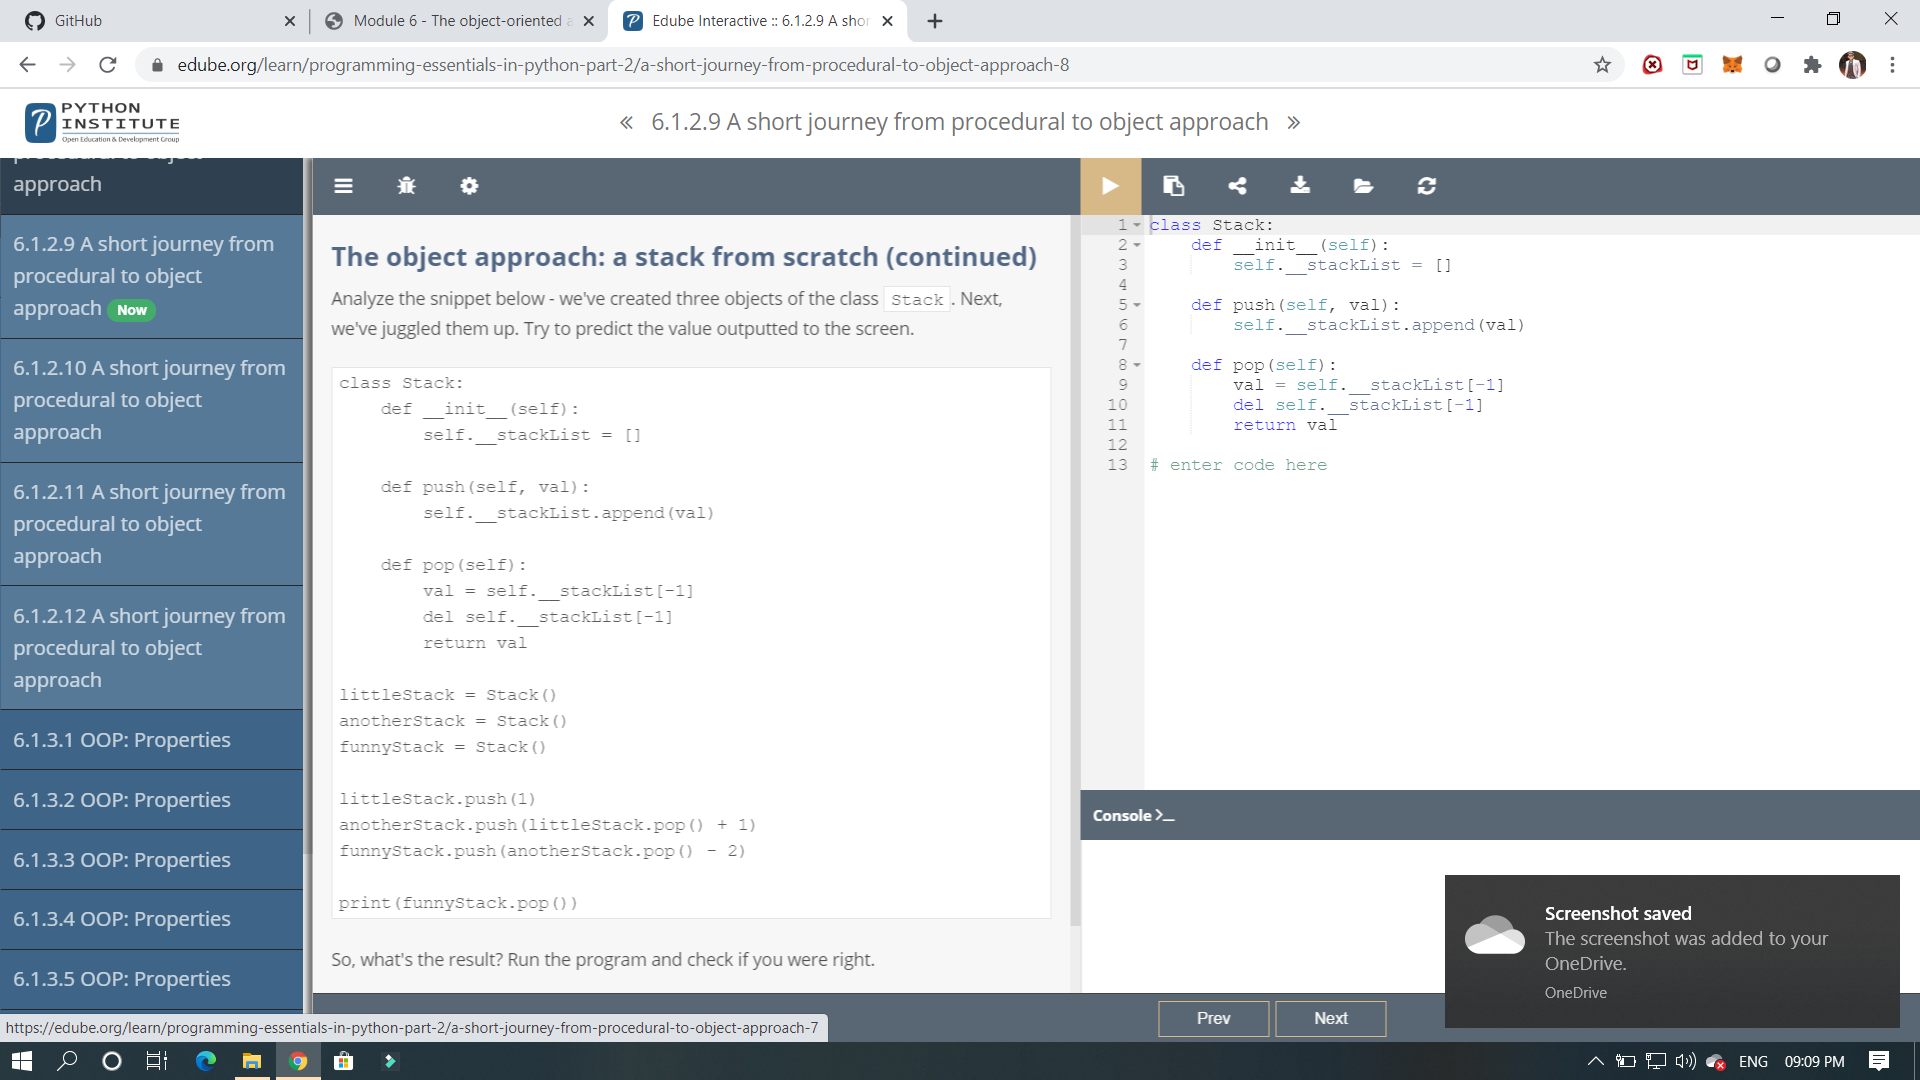 GitHub
Module 6 - The object-oriented a
Edube Interactive :: 6.1.2.9 A shor
edube.org/learn/programming-essentials-in-python-part-2/a-short-journey-from-procedural-to-object-approach-8
PYTHON
INSTITUTE
Open Education & Development Group
« 6.1.2.9 A short journey from procedural to object approach »
procedural to object
approach
6.1.2.9 A short journey from
procedural to object
approach Now
6.1.2.10 A short journey from
procedural to object
approach
6.1.2.11 A short journey from
procedural to object
approach
6.1.2.12 A short journey from
procedural to object
approach
6.1.3.1 OOP: Properties
6.1.3.2 OOP: Properties
6.1.3.3 OOP: Properties
6.1.3.4 OOP: Properties
6.1.3.5 OOP: Properties
The object approach: a stack from scratch (continued)
Analyze the snippet below - we've created three objects of the class Stack. Next,
we've juggled them up. Try to predict the value outputted to the screen.
class Stack:
    def __init__(self):
        self.__stackList = []
    def push(self, val):
        self.__stackList.append(val)
    def pop(self):
        val = self.__stackList[-1]
        del self.__stackList[-1]
        return val
littleStack = Stack()
anotherStack = Stack()
funnyStack = Stack()
littleStack.push(1)
anotherStack.push(littleStack.pop() + 1)
funnyStack.push(anotherStack.pop() - 2)
print(funnyStack.pop())
So, what's the result? Run the program and check if you were right.
1 class Stack:
2     def __init__(self):
3         self.__stackList = []
4
5     def push(self, val):
6         self.__stackList.append(val)
7
8     def pop(self):
9         val = self.__stackList[-1]
10         del self.__stackList[-1]
11         return val
12
13 # enter code here
Console >_
Screenshot saved
The screenshot was added to your
OneDrive.
OneDrive
Prev
Next
https://edube.org/learn/programming-essentials-in-python-part-2/a-short-journey-from-procedural-to-object-approach-7
ENG
09:09 PM